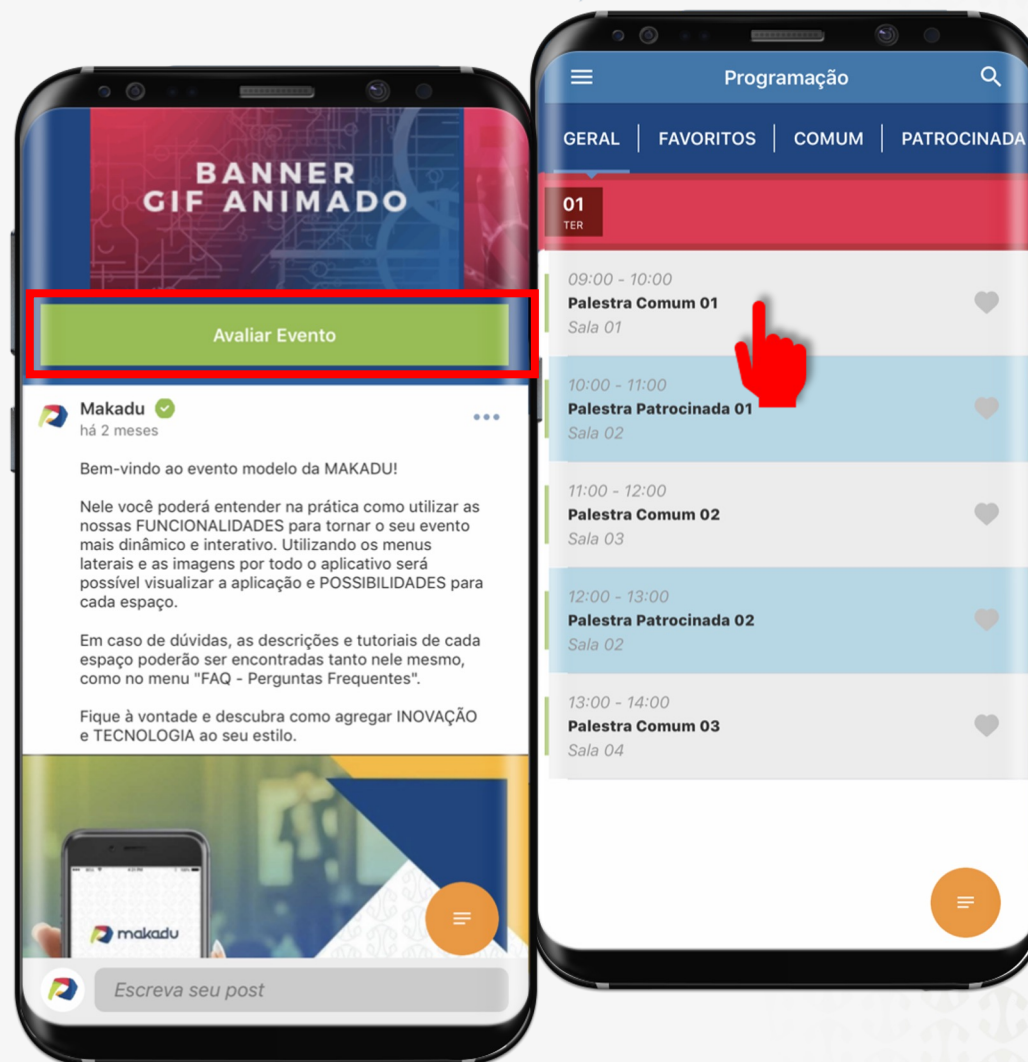 BANNER
GIF ANIMADO
Avaliar Evento
Makadu
há 2 meses
Bem-vindo ao evento modelo da MAKADU!
Nele você poderá entender na prática como utilizar as
nossas FUNCIONALIDADES para tornar o seu evento
mais dinâmico e interativo. Utilizando os menus
laterais e as imagens por todo o aplicativo será
possível visualizar a aplicação e POSSIBILIDADES para
cada espaço.
Em caso de dúvidas, as descrições e tutoriais de cada
espaço poderão ser encontradas tanto nele mesmo,
como no menu "FAQ - Perguntas Frequentes".
Fique à vontade e descubra como agregar INOVAÇÃO
e TECNOLOGIA ao seu estilo.
makadu
Escreva seu post
Programação
GERAL FAVORITOS COMUM PATROCINADA
01
TER
09:00 - 10:00
Palestra Comum 01
Sala 01
10:00 - 11:00
Palestra Patrocinada 01
Sala 02
11:00 - 12:00
Palestra Comum 02
Sala 03
12:00 - 13:00
Palestra Patrocinada 02
Sala 02
13:00 - 14:00
Palestra Comum 03
Sala 04